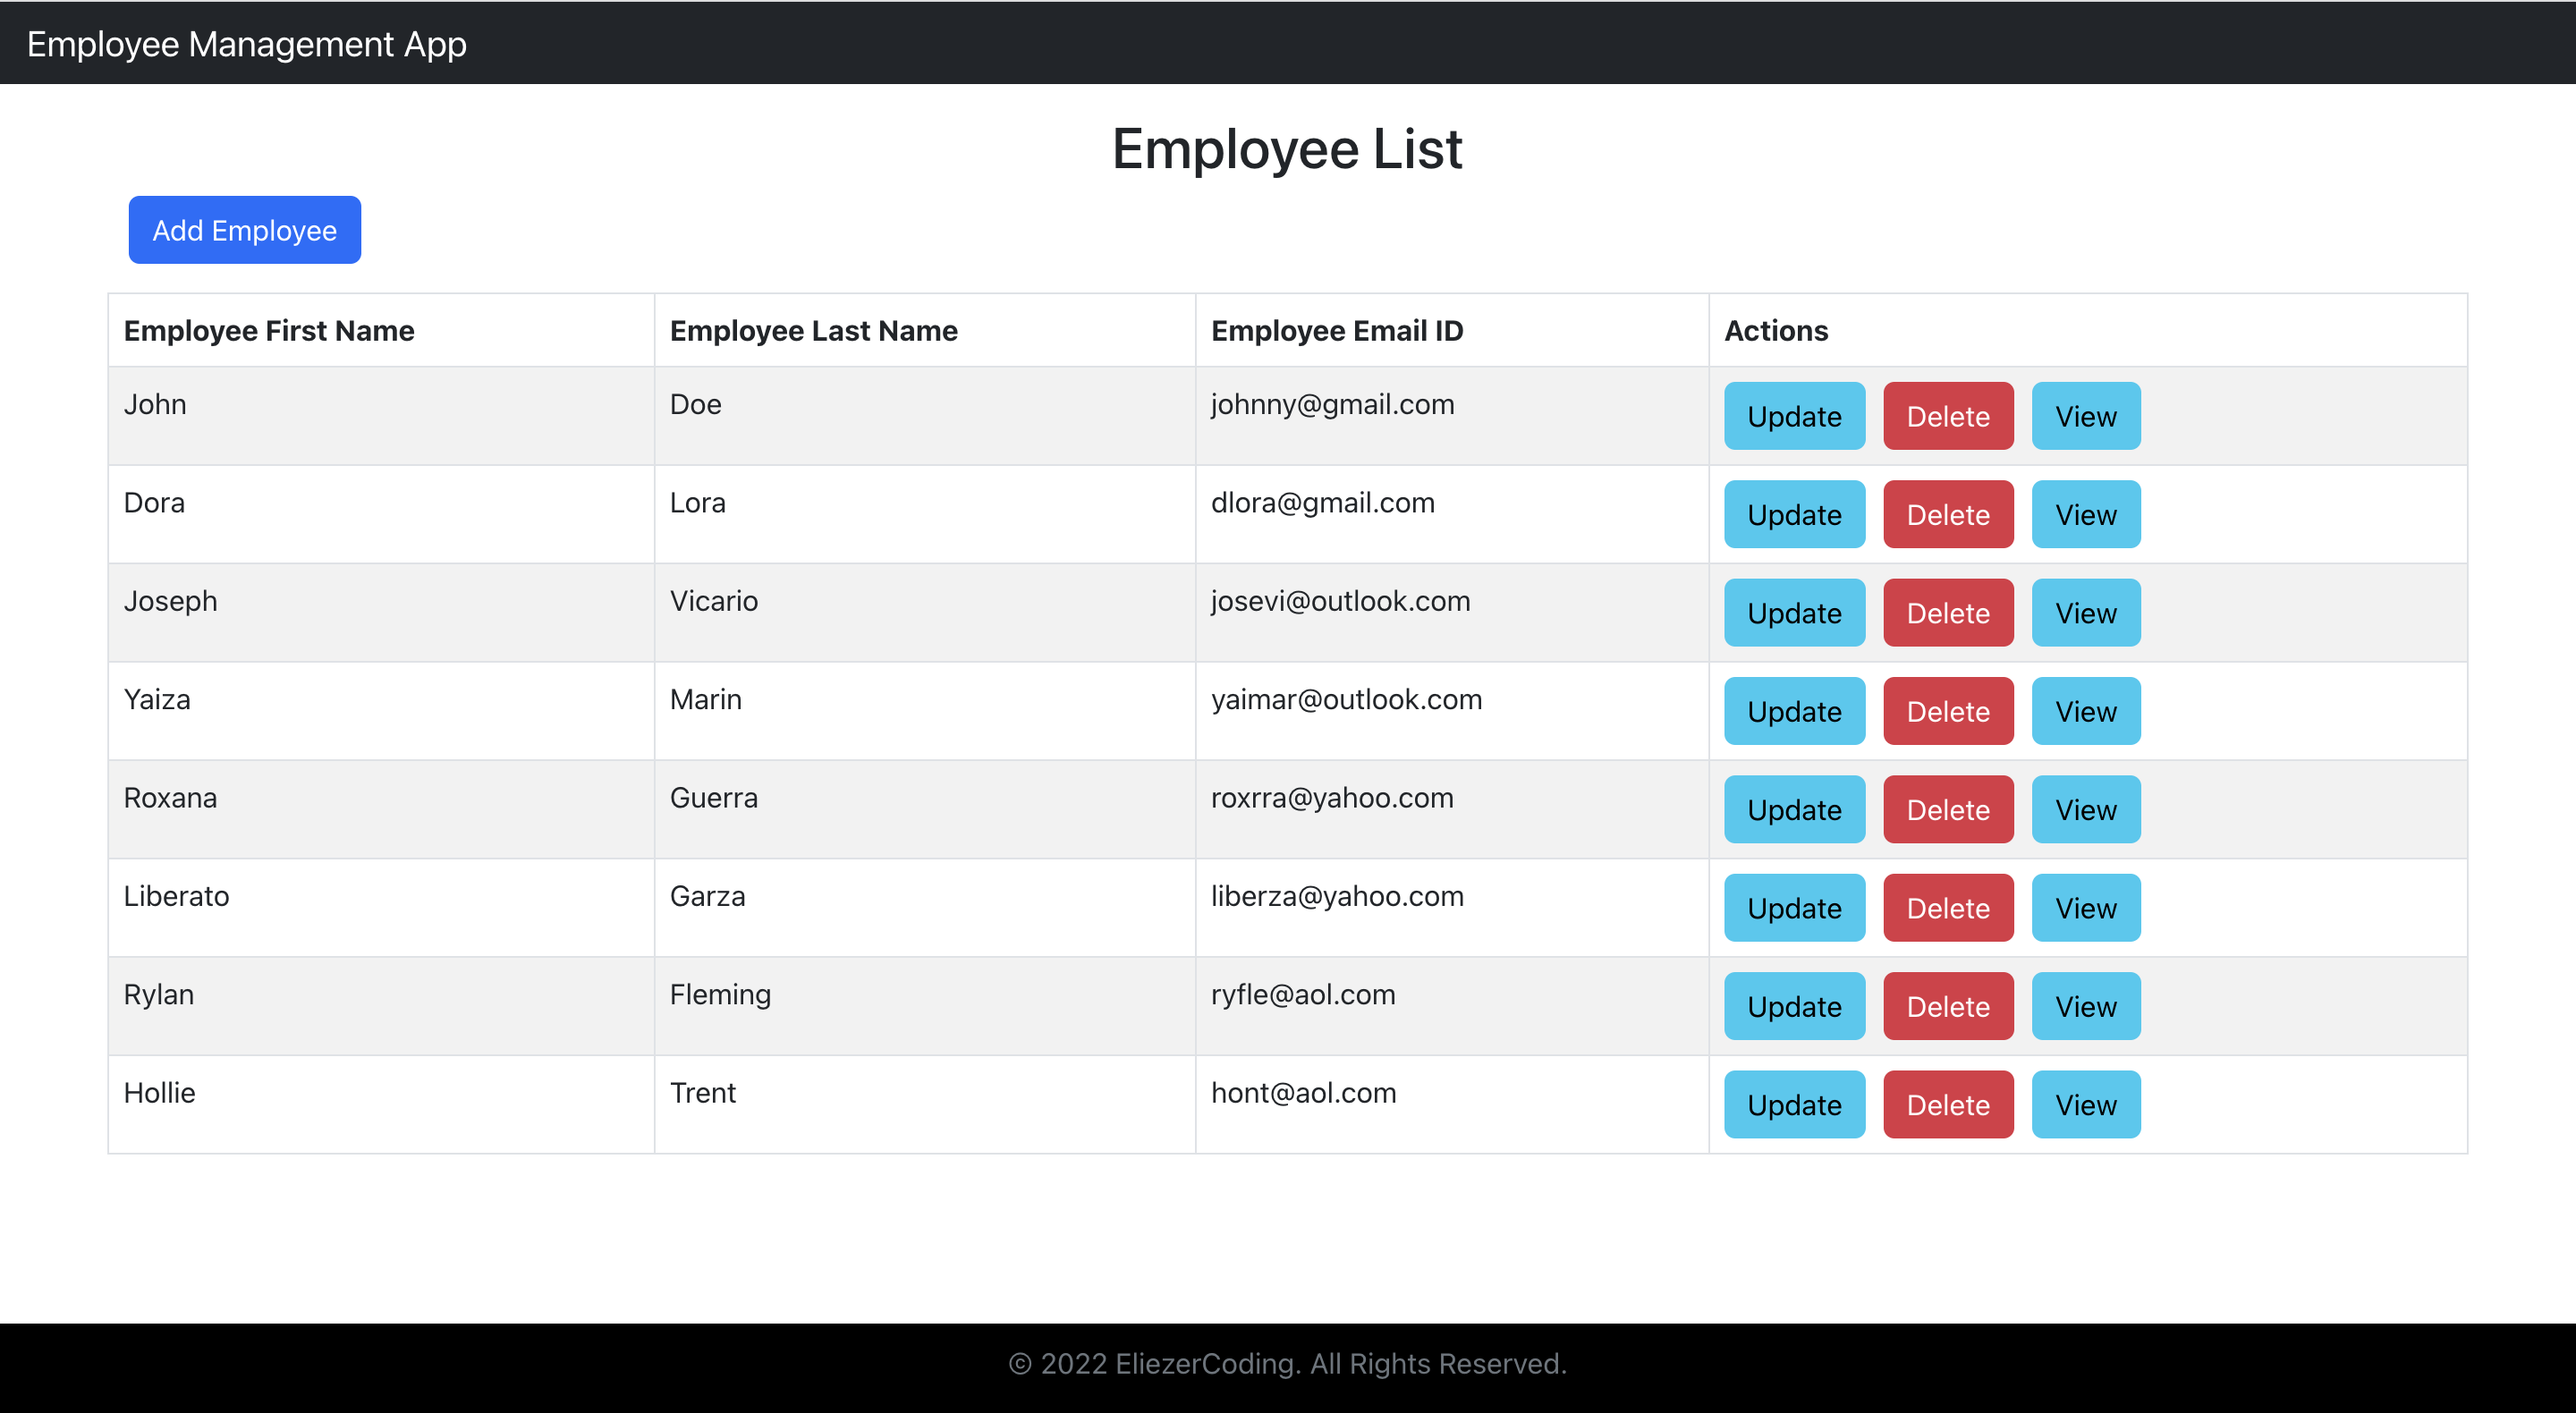 Employee Management App
Employee List
Add Employee
Employee First Name Employee Last Name Employee Email ID Actions
John Doe johnny@gmail.com Update Delete View
Dora Lora dlora@gmail.com Update Delete View
Joseph Vicario josevi@outlook.com Update Delete View
Yaiza Marin yaimar@outlook.com Update Delete View
Roxana Guerra roxrra@yahoo.com Update Delete View
Liberato Garza liberza@yahoo.com Update Delete View
Rylan Fleming ryfle@aol.com Update Delete View
Hollie Trent hont@aol.com Update Delete View
© 2022 EliezerCoding. All Rights Reserved.